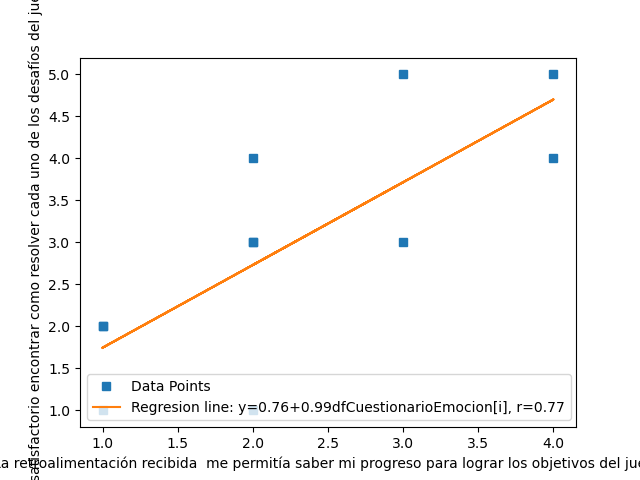 satisfactorio encontrar como resolver cada uno de los desafíos del
5.0
4.5
4.0
3.5
3.0
2.5
2.0
1.5
1.0
Data Points
Regresion line: y=0.76+0.99dfCuestionarioEmocion[i], r=0.77
1.0 1.5 2.0 2.5 3.0 3.5 4.0
a retroalimentación recibida me permitía saber mi progreso para lograr los objetivos del